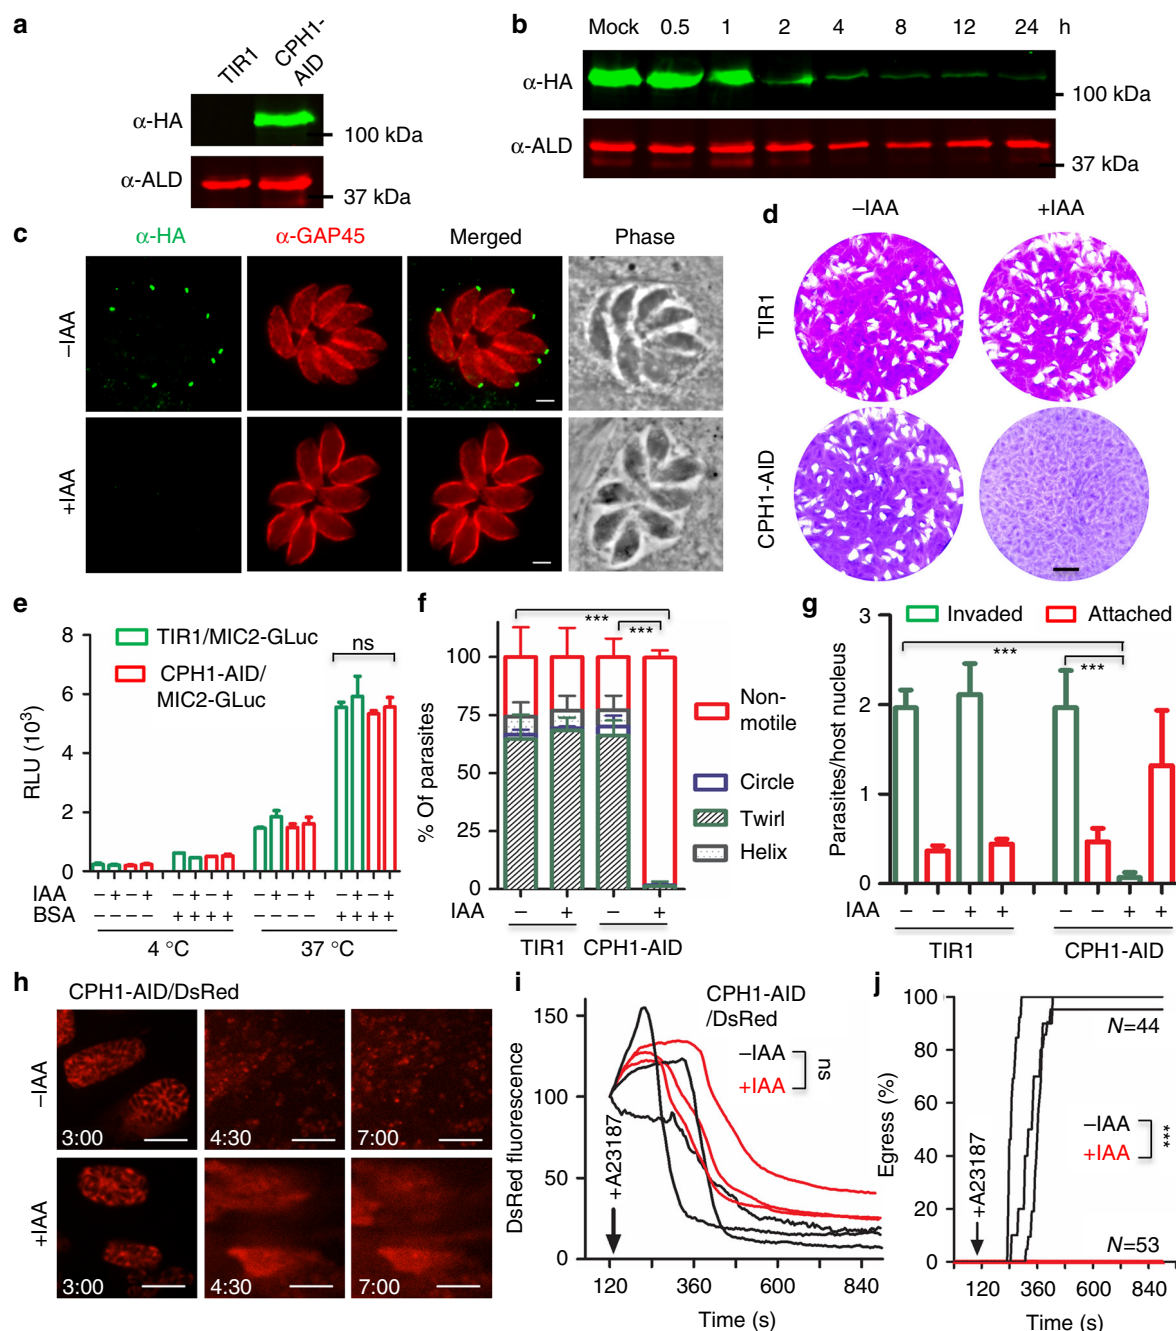 a
TIR1
CPH1-
AID
α-HA
100 kDa
α-ALD
37 kDa
b
Mock 0.5 1 2 4 8 12 24 h
α-HA
100 kDa
α-ALD
37 kDa
c
α-HA α-GAP45 Merged Phase
–IAA
+IAA
d
–IAA +IAA
TIR1
CPH1-AID
e
TIR1/MIC2-GLuc
CPH1-AID/
MIC2-GLuc
ns
RLU (10³)
8
6
4
2
0
IAA – + – + – + – + – + – + – + – +
BSA – – – – + + + + – – – – + + + +
4 °C 37 °C
f
*** ***
% Of parasites
100
75
50
25
0
Non-
motile
Circle
Twirl
Helix
IAA – + – +
TIR1 CPH1-AID
g
Invaded Attached
*** ***
Parasites/host nucleus
3
2
1
0
IAA – – + + – – + +
TIR1 CPH1-AID
h
CPH1-AID/DsRed
–IAA
3:00 4:30 7:00
+IAA
3:00 4:30 7:00
i
CPH1-AID
/DsRed
–IAA
+IAA
ns
DsRed fluorescence
150
100
50
0
+A23187
120 360 600 840
Time (s)
j
Egress (%)
100
80
60
40
20
0
N=44
–IAA
+IAA
***
N=53
+A23187
120 360 600 840
Time (s)